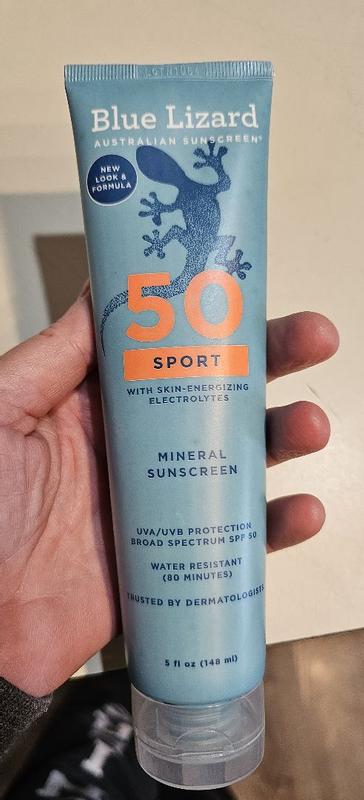 Blue Lizard
AUSTRALIAN SUNSCREEN®
NEW
LOOK &
FORMULA
50
SPORT
WITH SKIN-ENERGIZING
ELECTROLYTES
MINERAL
SUNSCREEN
UVA/UVB PROTECTION
BROAD SPECTRUM SPF 50
WATER RESISTANT
(80 MINUTES)
TRUSTED BY DERMATOLOGISTS
5 fl oz (148 ml)